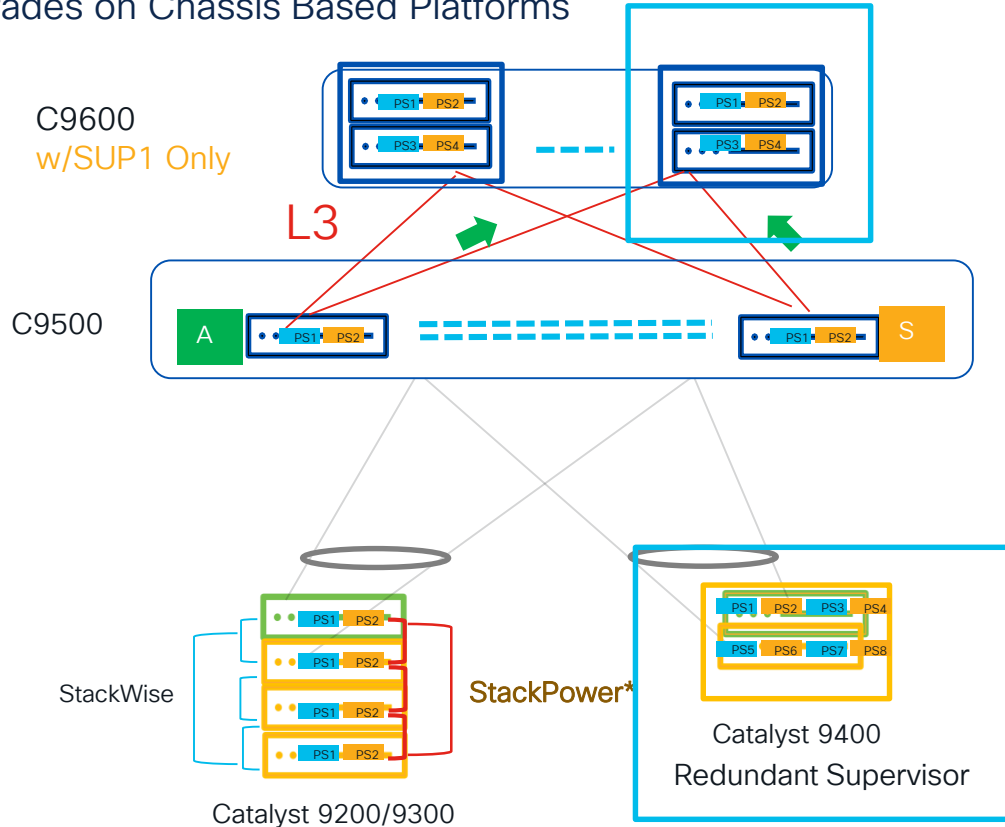 ades on Chassis Based Platforms
C9600
w/SUP1 Only
PS1 PS2
PS3 PS4
PS1 PS2
PS3 PS4
L3
C9500
A
PS1 PS2
PS1 PS2
S
StackWise
PS1 PS2
PS1 PS2
PS1 PS2
PS1 PS2
StackPower*
Catalyst 9200/9300
PS1 PS2 PS3 PS4
PS5 PS6 PS7 PS8
Catalyst 9400
Redundant Supervisor